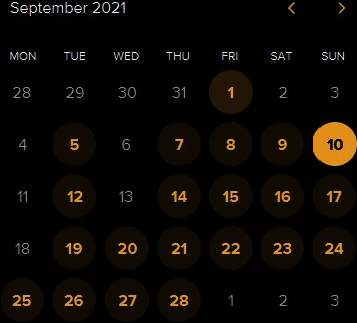 September 2021
MON TUE WED THU FRI SAT SUN
28 29 30 31 1 2 3
4 5 6 7 8 9 10
11 12 13 14 15 16 17
18 19 20 21 22 23 24
25 26 27 28 1 2 3